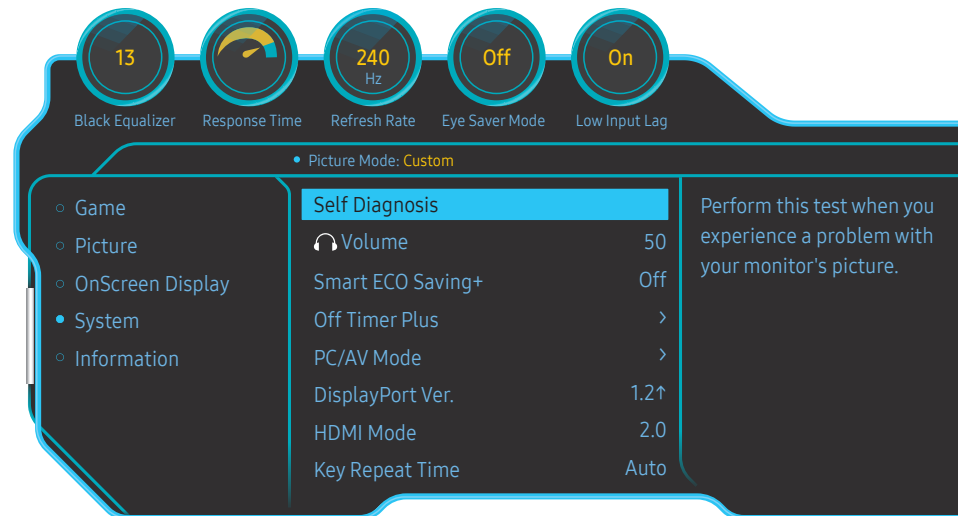 13
240
Hz
Off
On
Black Equalizer
Response Time
Refresh Rate
Eye Saver Mode
Low Input Lag
Picture Mode: Custom
Game
Picture
OnScreen Display
System
Information
Self Diagnosis
Volume 50
Smart ECO Saving+ Off
Off Timer Plus >
PC/AV Mode >
DisplayPort Ver. 1.2↑
HDMI Mode 2.0
Key Repeat Time Auto
Perform this test when you
experience a problem with
your monitor's picture.